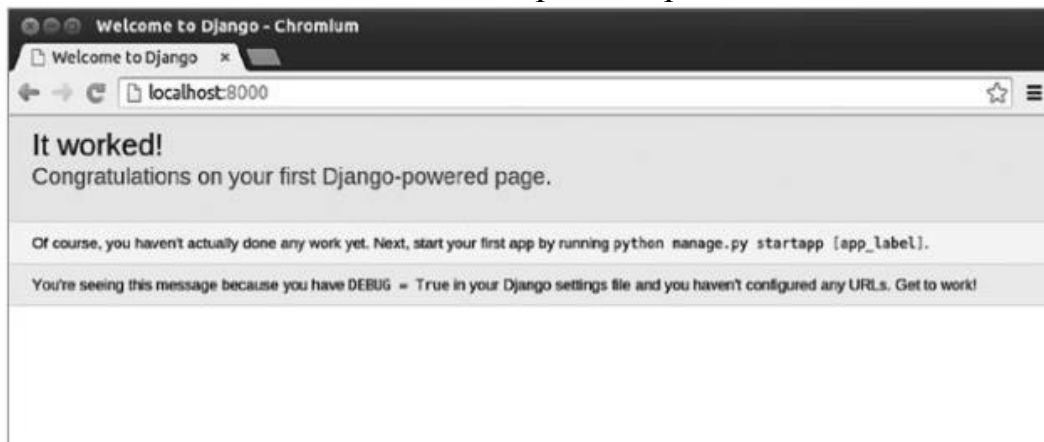 Welcome to Django - Chromium
Welcome to Django ×
localhost:8000
It worked!
Congratulations on your first Django-powered page.
Of course, you haven't actually done any work yet. Next, start your first app by running python manage.py startapp [app_label].
You're seeing this message because you have DEBUG = True in your Django settings file and you haven't configured any URLs. Get to work!